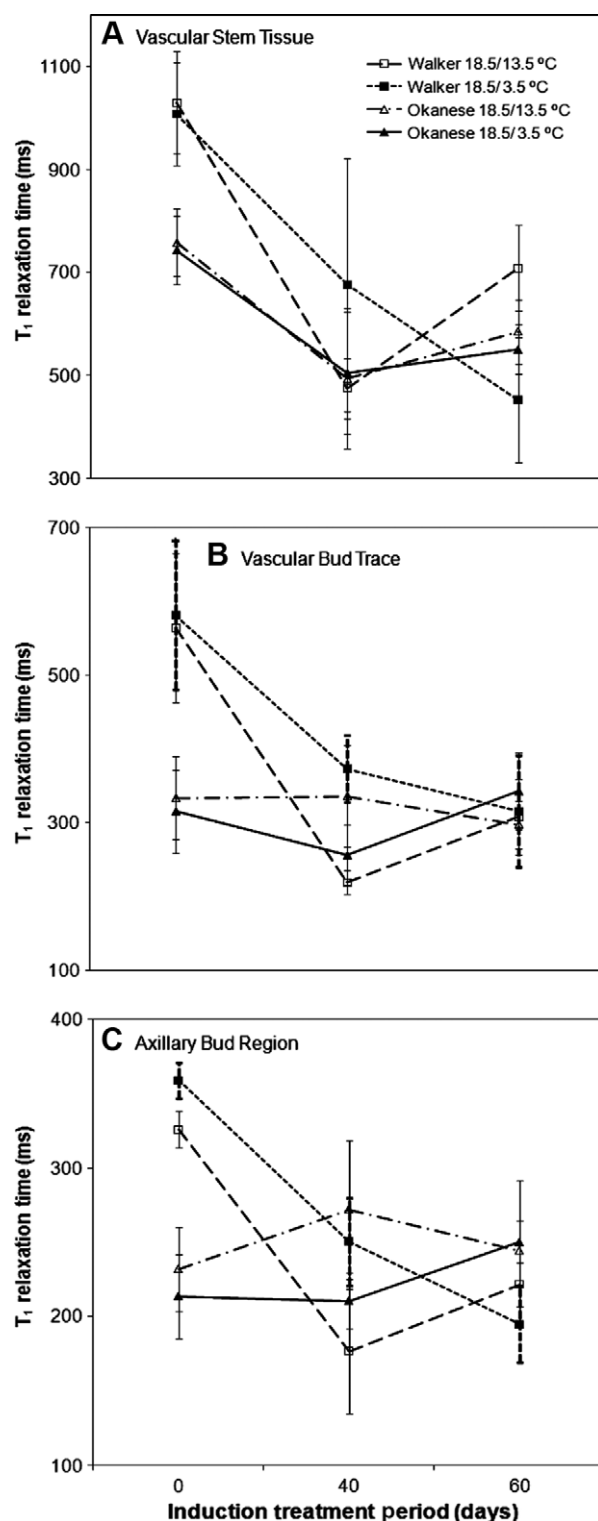 A Vascular Stem Tissue
Walker 18.5/13.5 ºC
Walker 18.5/3.5 ºC
Okanese 18.5/13.5 ºC
Okanese 18.5/3.5 ºC
1100
900
700
500
300
T₁ relaxation time (ms)
B Vascular Bud Trace
700
500
300
100
T₁ relaxation time (ms)
C Axillary Bud Region
400
300
200
100
T₁ relaxation time (ms)
0 40 60
Induction treatment period (days)